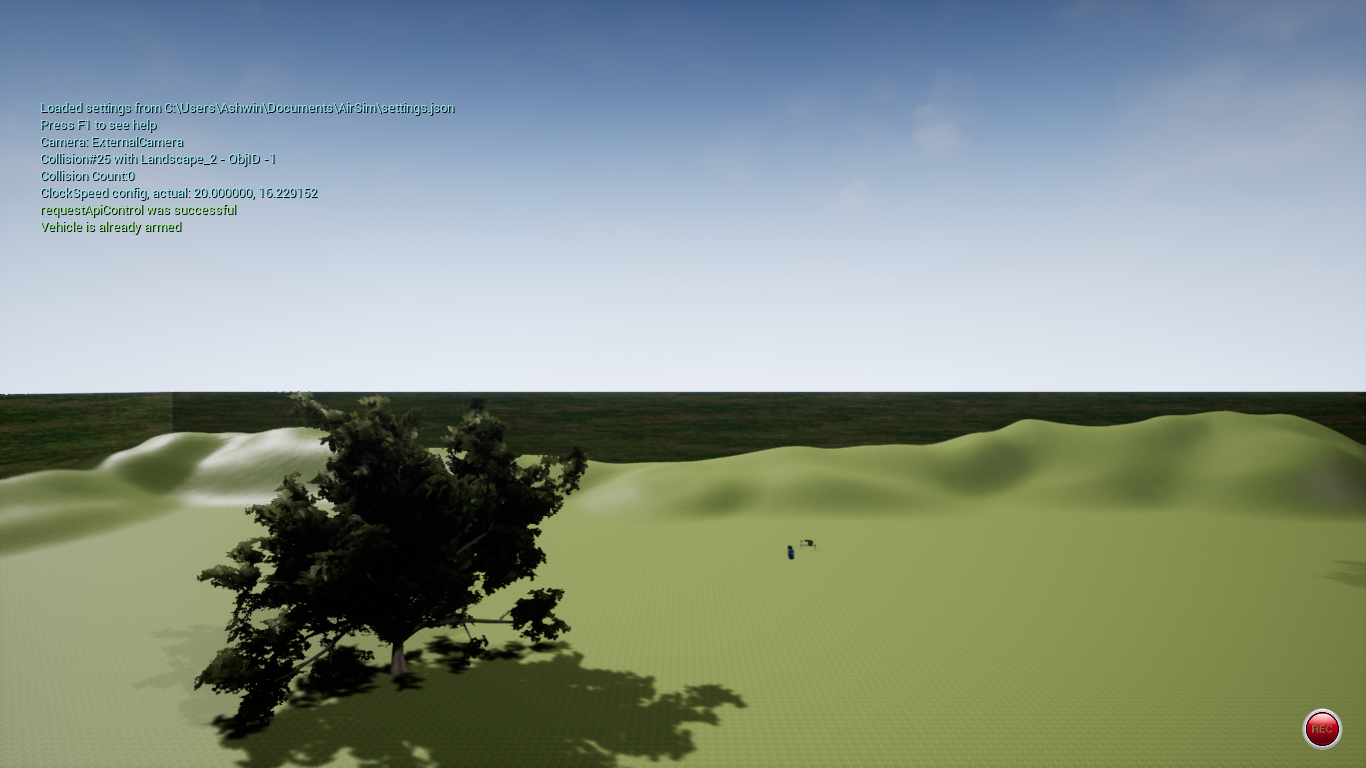 Loaded settings from C:\Users\Ashwin\Documents\AirSim\settings.json
Press F1 to see help
Camera: ExternalCamera
Collision#25 with Landscape_2 - ObjID -1
Collision Count:0
ClockSpeed config, actual: 20.000000, 16.229152
requestApiControl was successful
Vehicle is already armed
REC